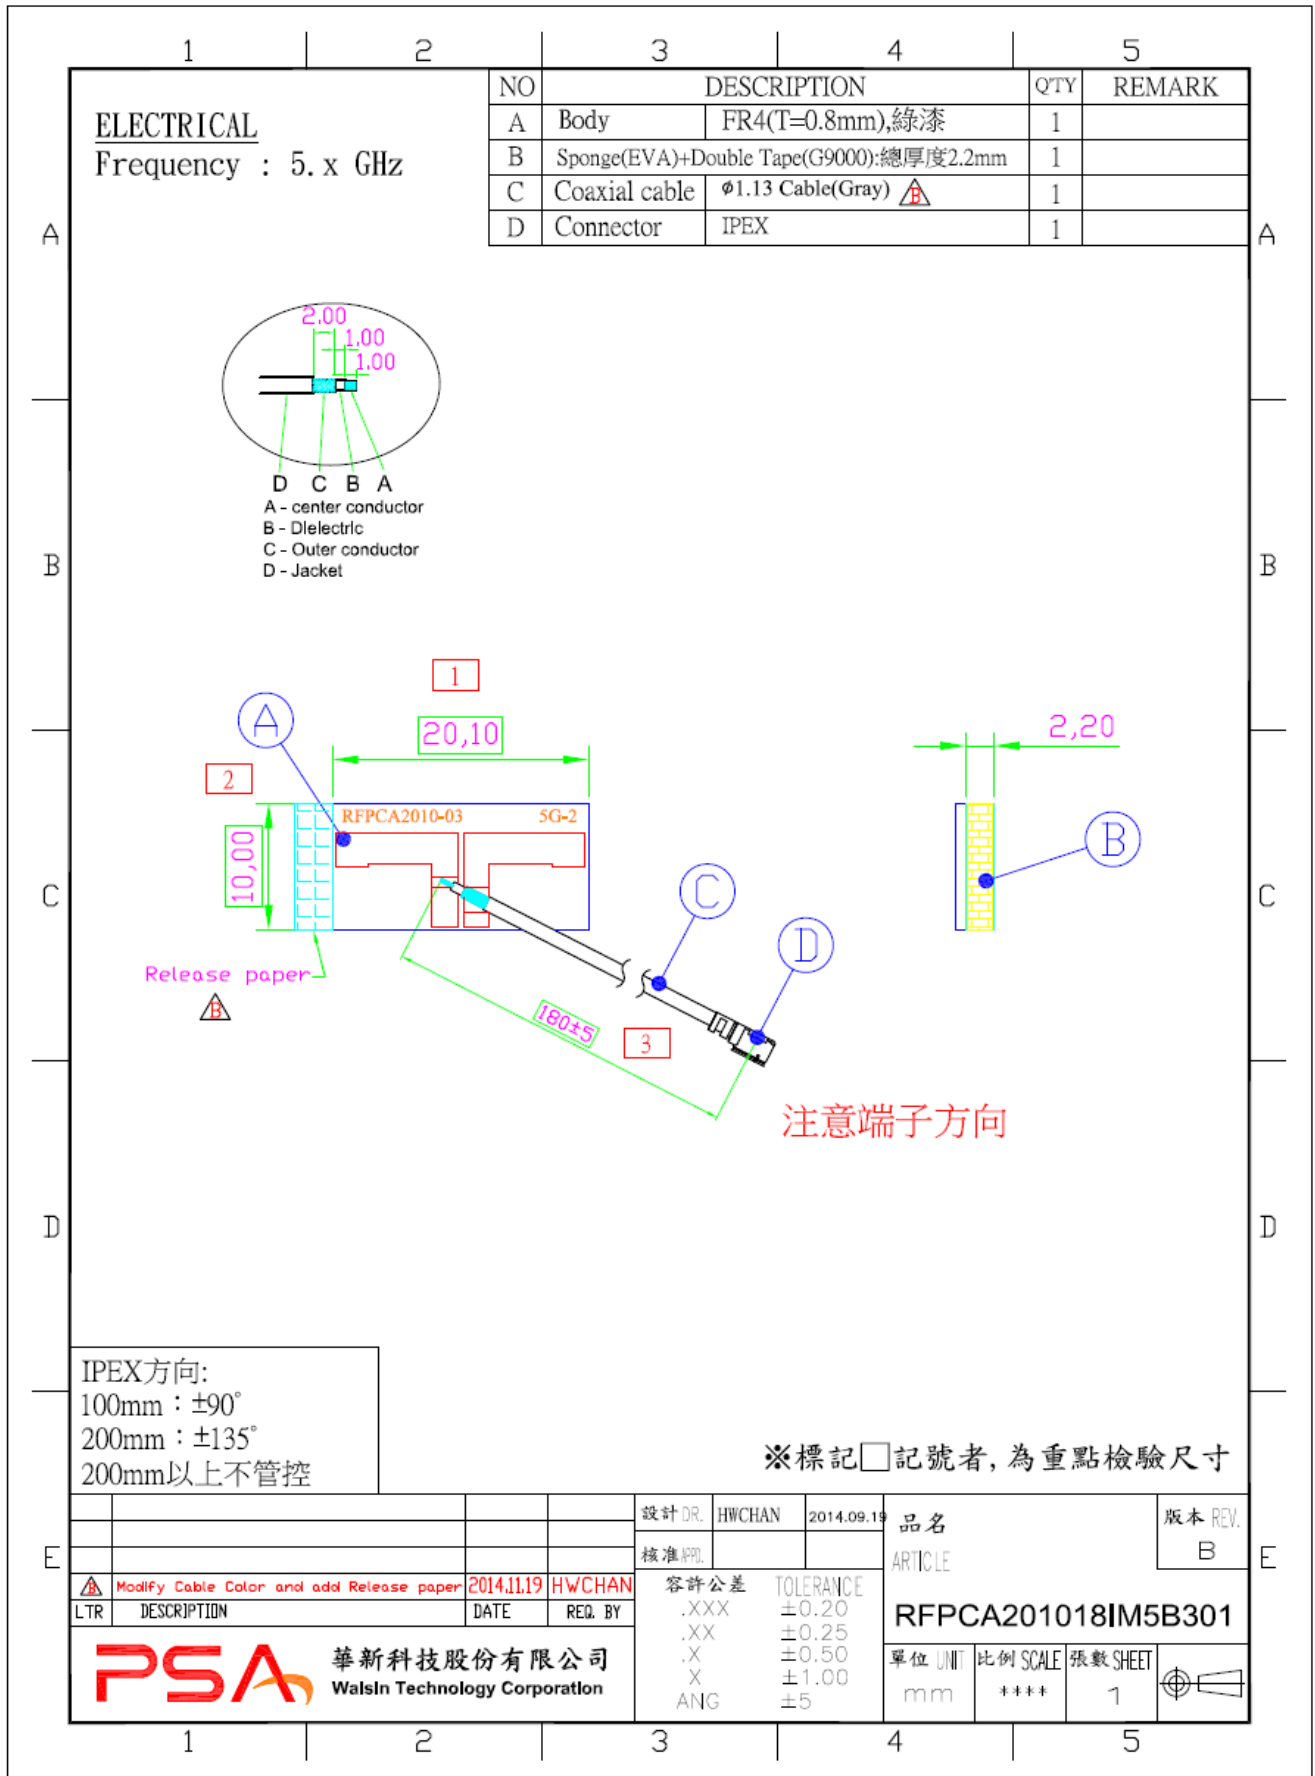 1 2 3 4 5
ELECTRICAL
Frequency : 5.x GHz
NO DESCRIPTION Q'TY REMARK
A Body FR4(T=0.8mm),綠漆 1
B Sponge(EVA)+Double Tape(G9000):總厚度2.2mm 1
C Coaxial cable ø1.13 Cable(Gray) B 1
D Connector IPEX 1
A A
2.00
1.00
1.00
D C B A
A - center conductor
B - Dielectric
C - Outer conductor
D - Jacket
B B
1
A
20,10
2,20
2
RFPCA2010-03 5G-2
10,00
B
C
C C
D
Release paper
B
180±5
3
注意端子方向
D D
IPEX方向:
100mm：±90°
200mm：±135°
200mm以上不管控
※標記□記號者,為重點檢驗尺寸
設計 DR. HWCHAN 2014.09.19
品名
ARTICLE
版本 REV.
B
核准 APPD.
E E
B Modify Cable Color and add Release paper 2014.11.19 HWCHAN
LTR DESCRIPTION DATE REQ. BY
容許公差 TOLERANCE
.XXX ±0.20
.XX ±0.25
.X ±0.50
X ±1.00
ANG ±5
RFPCA201018IM5B301
單位 UNIT 比例 SCALE 張數 SHEET
mm **** 1
PSA
華新科技股份有限公司
Walsin Technology Corporation
1 2 3 4 5